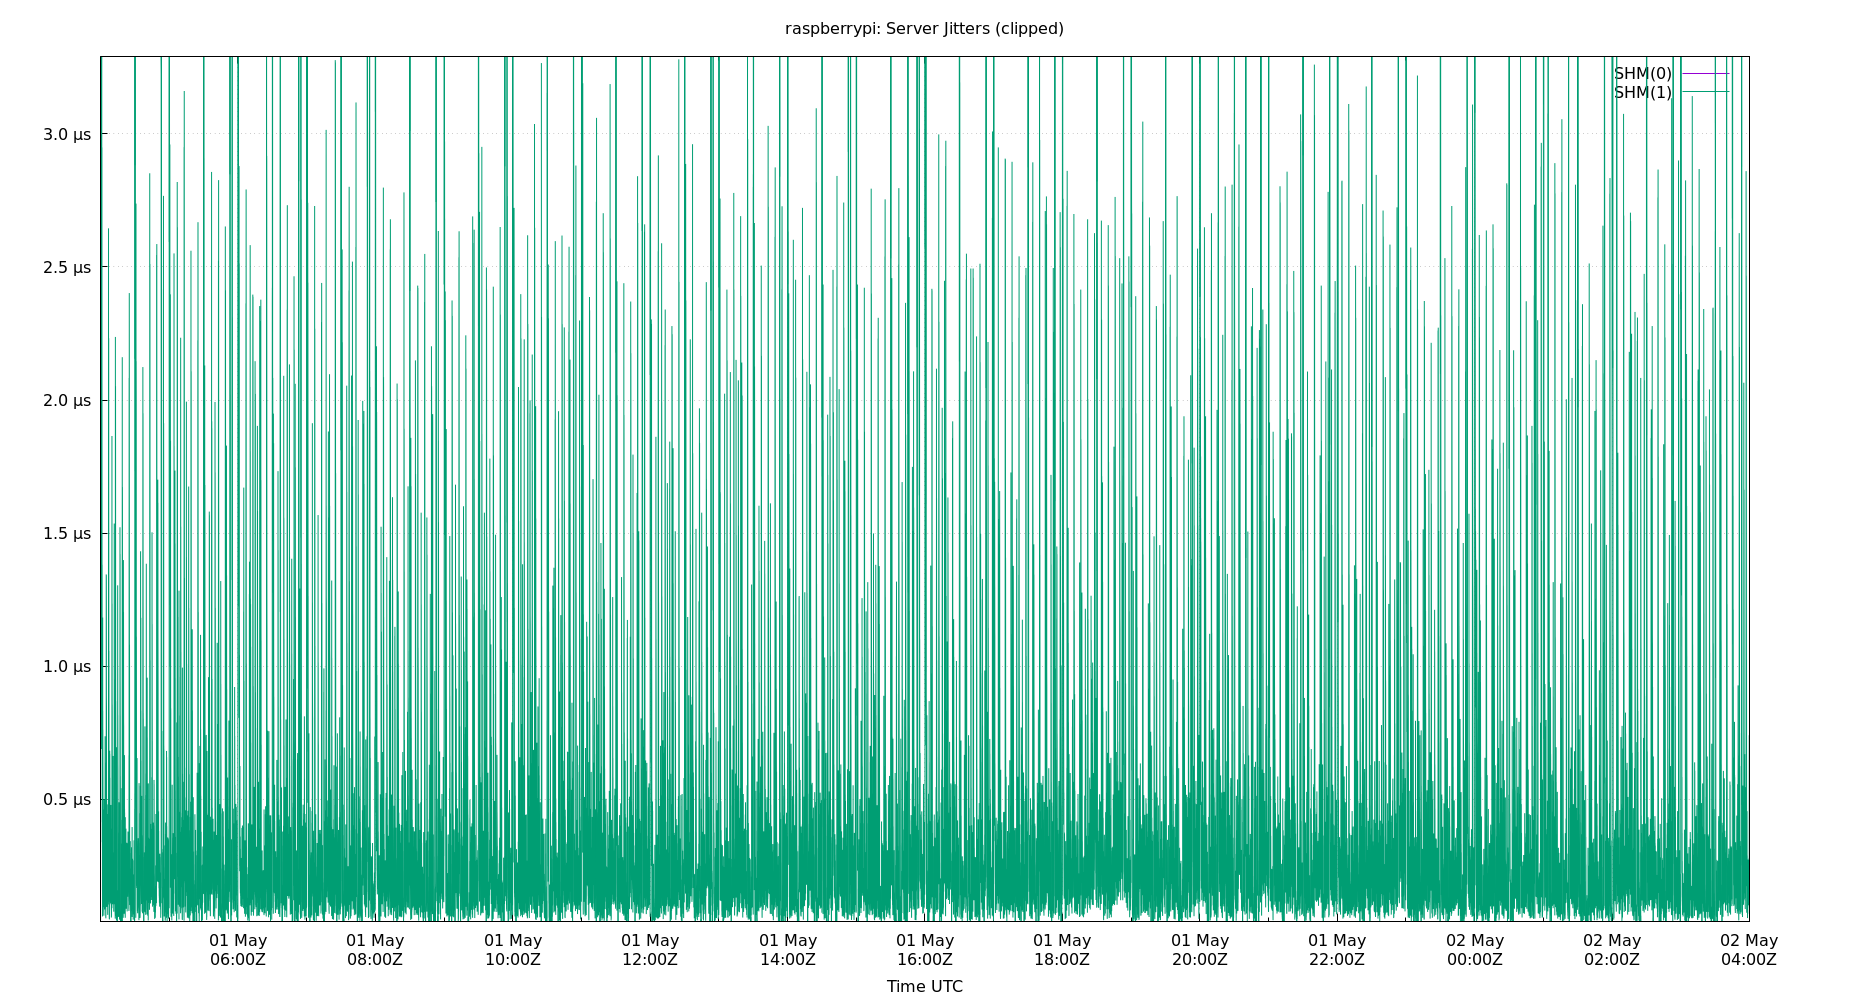 raspberrypi: Server Jitters (clipped)
SHM(0)
SHM(1)
3.0 µs
2.5 µs
2.0 µs
1.5 µs
1.0 µs
0.5 µs
01 May 01 May 01 May 01 May 01 May 01 May 01 May 01 May 01 May 02 May 02 May 02 May
06:00Z 08:00Z 10:00Z 12:00Z 14:00Z 16:00Z 18:00Z 20:00Z 22:00Z 00:00Z 02:00Z 04:00Z
Time UTC